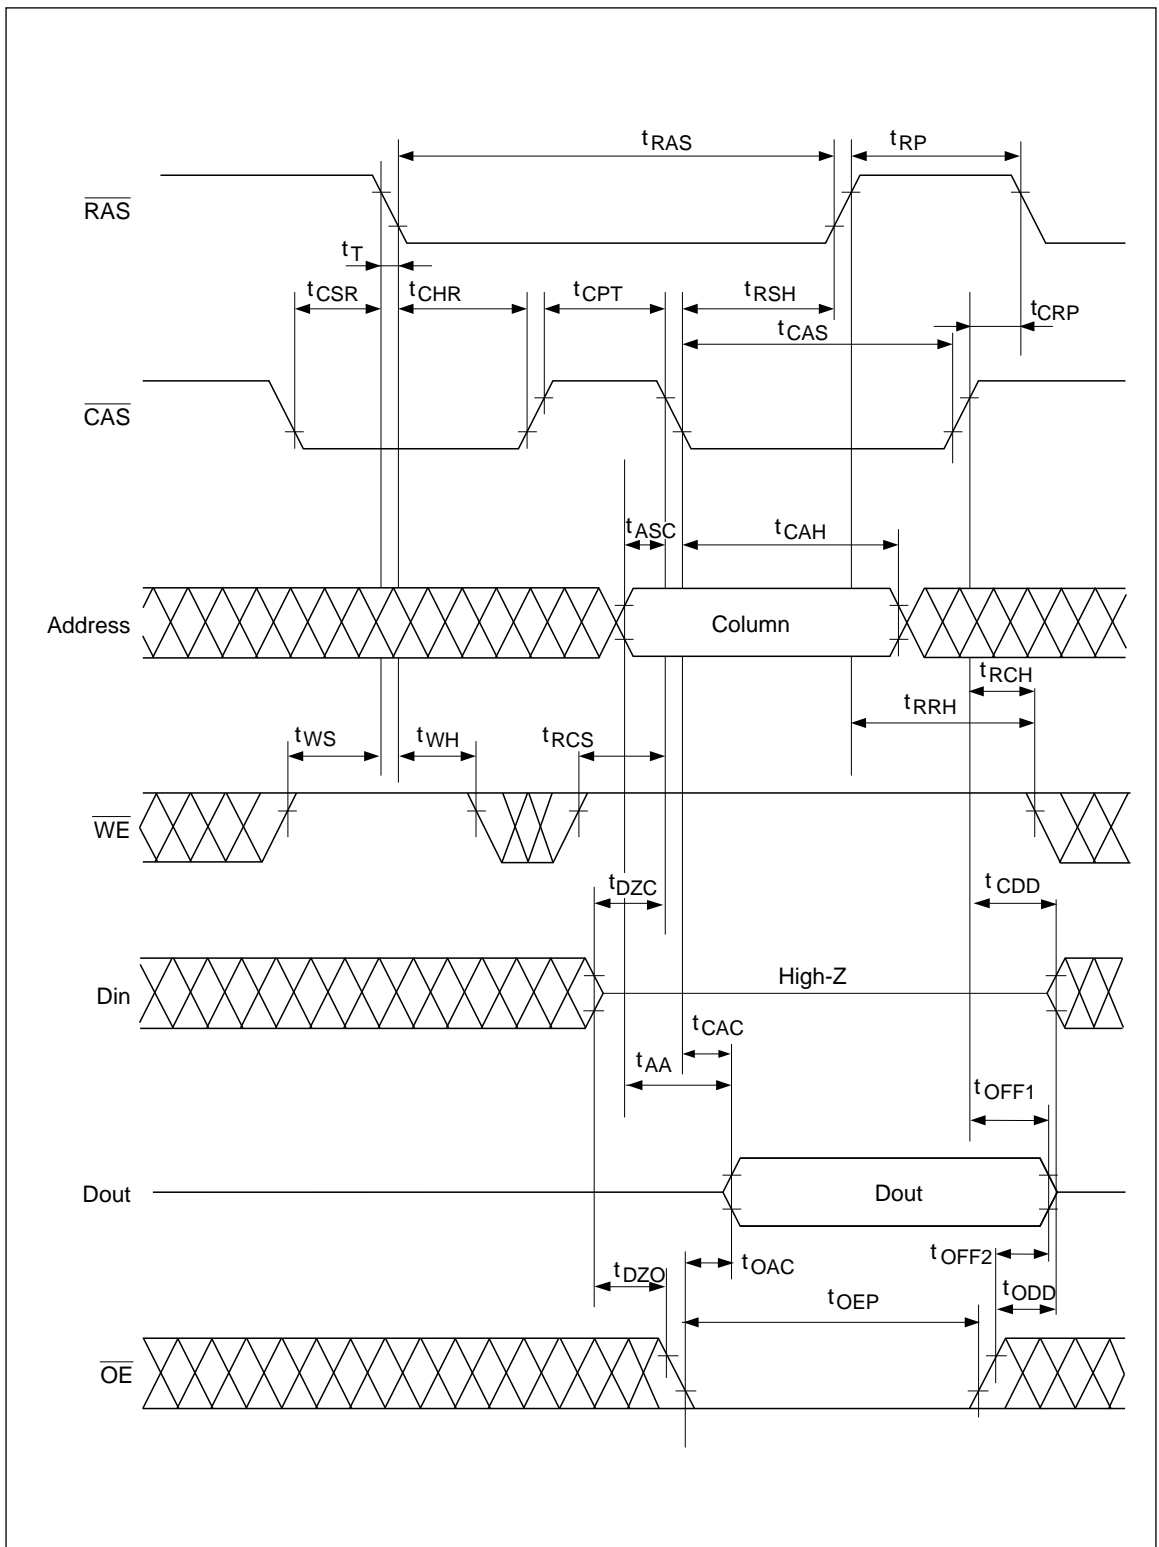 tRAS
tRP
RAS
tT
tCSR
tCHR
tCPT
tRSH
tCRP
tCAS
CAS
tASC
tCAH
Address
Column
tRCH
tRRH
tWS
tWH
tRCS
WE
tDZC
tCDD
Din
High-Z
tCAC
tAA
tOFF1
Dout
Dout
tDZO
tOAC
tOFF2
tODD
tOEP
OE